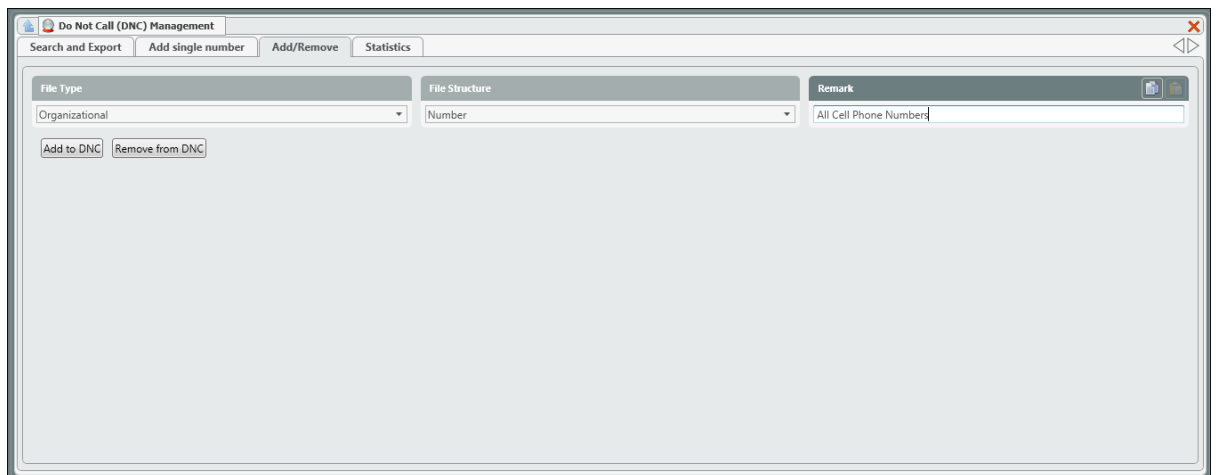 Do Not Call (DNC) Management
Search and Export Add single number Add/Remove Statistics
File Type File Structure Remark
Organizational Number All Cell Phone Numbers
Add to DNC Remove from DNC